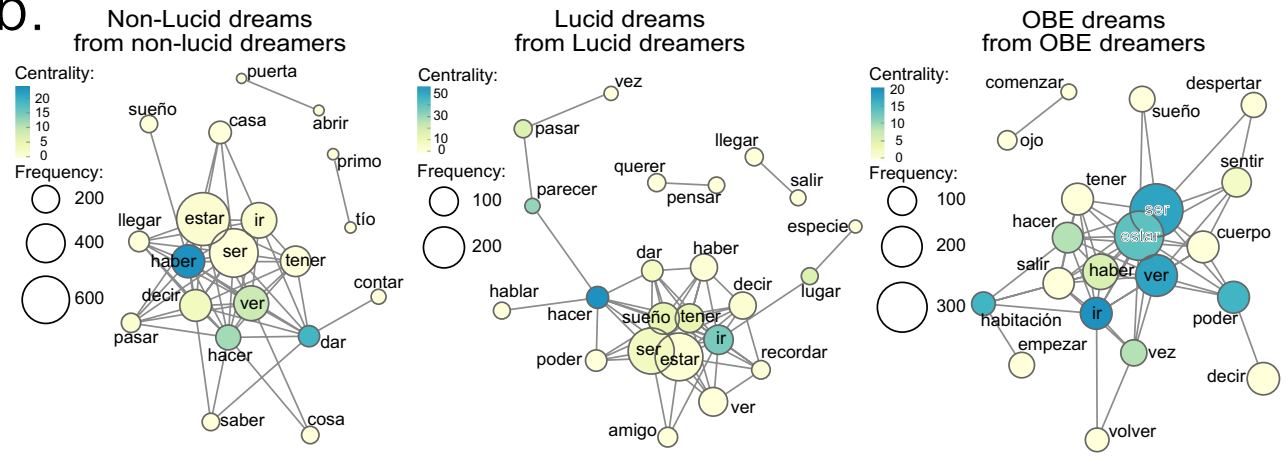 b.
Non-Lucid dreams
from non-lucid dreamers
Centrality:
20
15
10
5
0
Frequency:
200
400
600
puerta
abrir
sueño
casa
primo
tío
llegar
estar
ir
haber
ser
tener
decir
ver
contar
pasar
hacer
dar
saber
cosa
Lucid dreams
from Lucid dreamers
Centrality:
50
30
10
0
Frequency:
100
200
vez
pasar
parecer
querer
pensar
llegar
salir
especie
lugar
dar
haber
decir
hablar
hacer
sueño
tener
ir
poder
ser
estar
recordar
ver
amigo
OBE dreams
from OBE dreamers
Centrality:
20
15
10
5
0
Frequency:
100
200
300
comenzar
ojo
sueño
despertar
sentir
tener
ser
hacer
estar
cuerpo
salir
haber
ver
habitación
ir
poder
empezar
vez
decir
volver